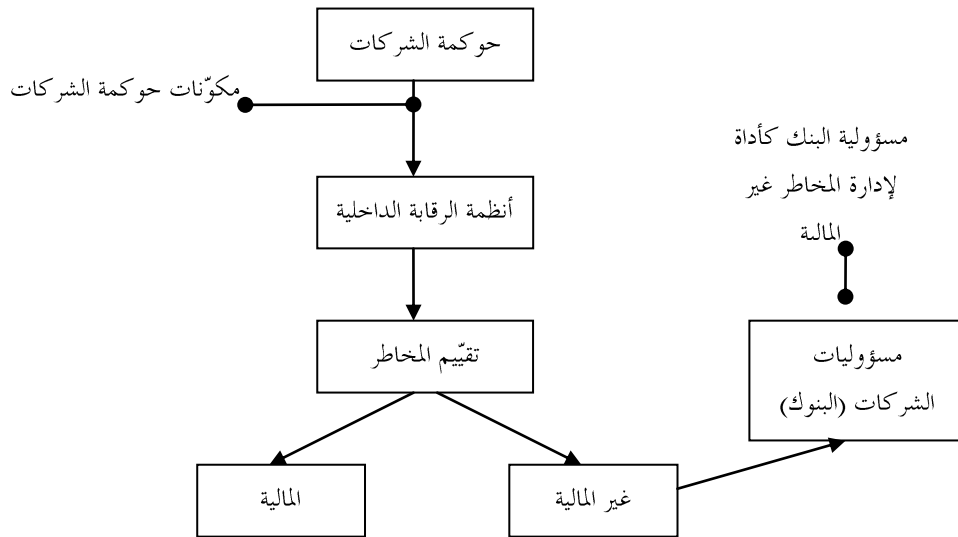 حوكمة الشركات
مكوّنات حوكمة الشركات
مسؤولية البنك كأداة
لإدارة المخاطر غير
المالية
أنظمة الرقابة الداخلية
تقيّيم المخاطر
مسؤوليات
الشركات (البنوك)
المالية
غير المالية